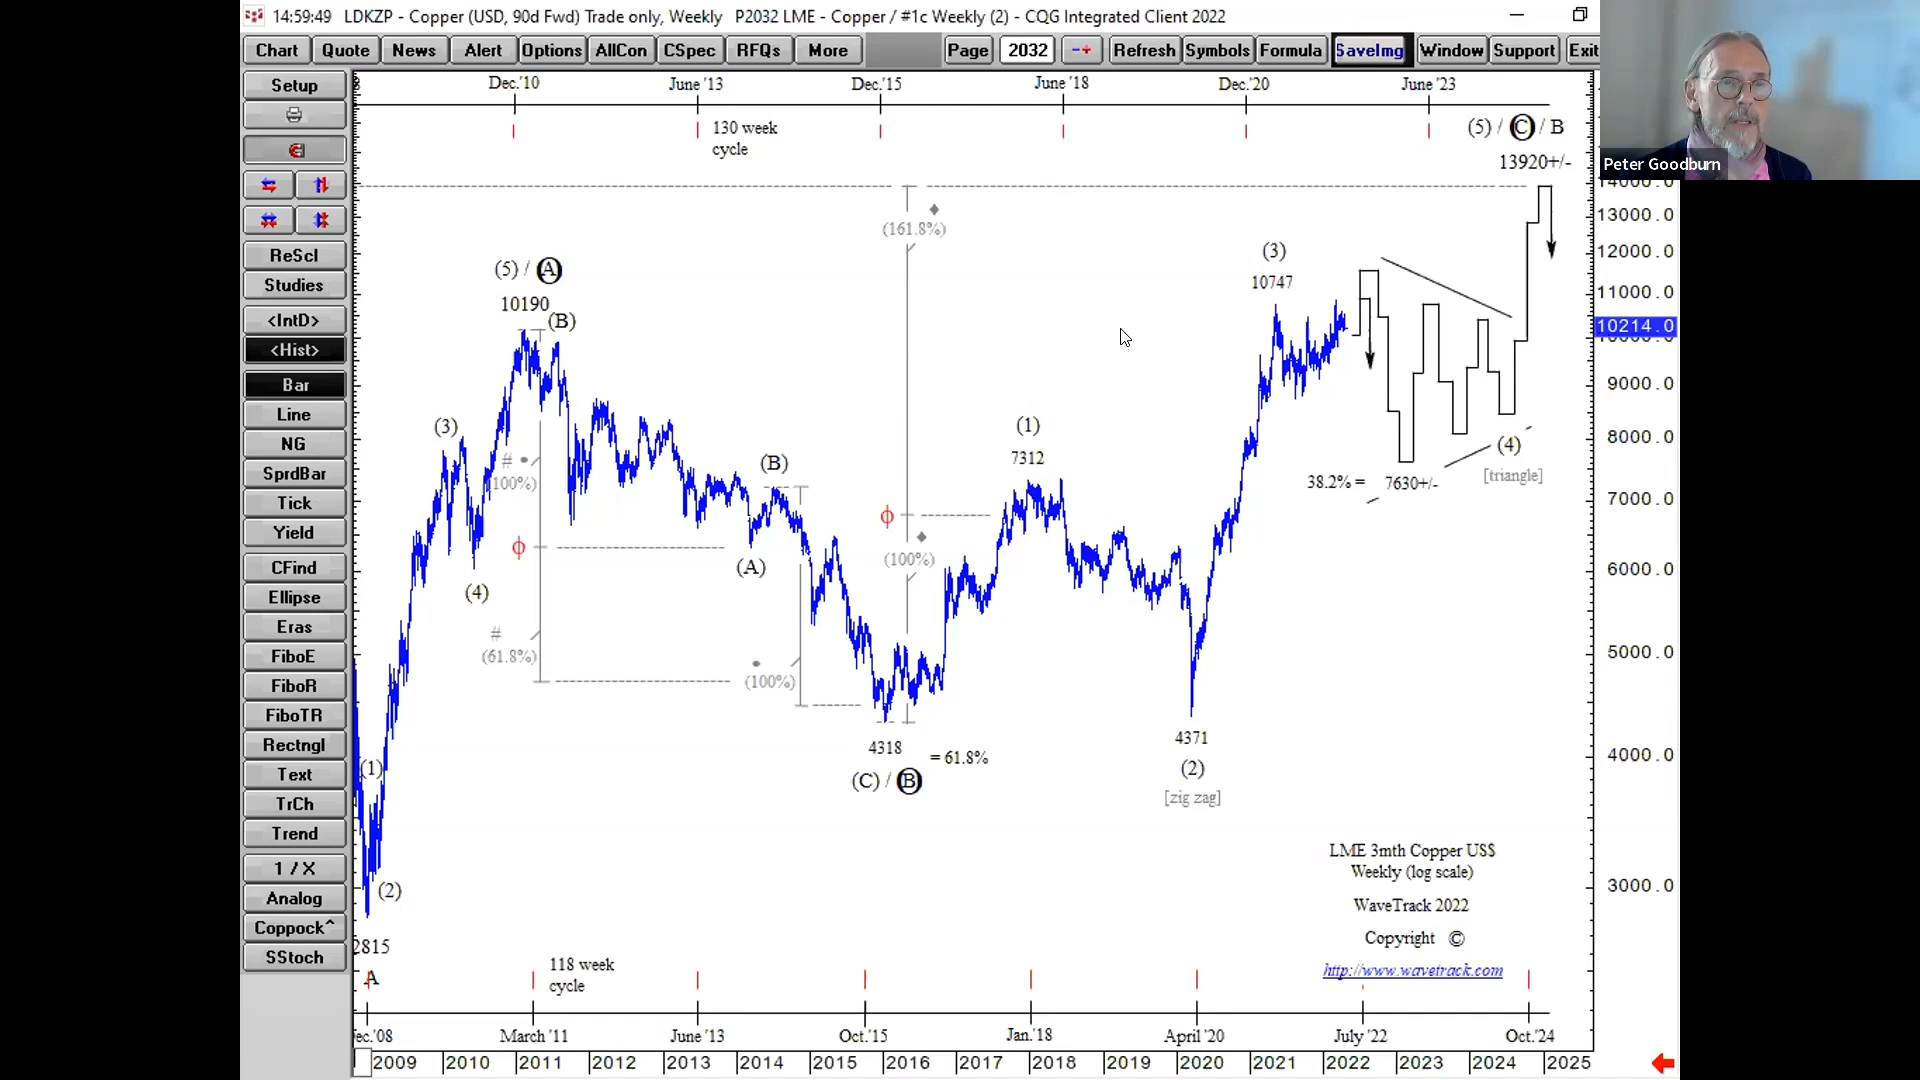 14:59:49 LDKZP - Copper (USD, 90d Fwd) Trade only, Weekly P2032 LME - Copper / #1c Weekly (2) - CQG Integrated Client 2022
Chart Quote News Alert Options AllCon CSpec RFQs More Page 2032 -+ Refresh Symbols Formula SaveImg Window Support Exit
Setup
ReScl
Studies
<IntD>
<Hist>
Bar
Line
NG
SprdBar
Tick
Yield
CFind
Ellipse
Eras
FiboE
FiboR
FiboTR
Rectngl
Text
TrCh
Trend
1 / X
Analog
Coppock^
SStoch
Dec.'10 June '13 Dec.'15 June '18 Dec.'20 June '23
130 week
cycle
(5) / C / B
13920+/-
Peter Goodburn
(161.8%)
(5) / A
10190
(B)
(3)
10747
(3)
(1)
7312
(B)
# (100%)
(4)
[triangle]
38.2% = 7630+/-
ϕ
(100%)
ϕ
(A)
(4)
#
(61.8%)
(100%)
4318 = 61.8%
(C) / B
4371
(2)
[zig zag]
(1)
(2)
2815
A
118 week
cycle
LME 3mth Copper US$
Weekly (log scale)
WaveTrack 2022
Copyright ©
http://www.wavetrack.com
14000.0
13000.0
12000.0
11000.0
10214.0
10000.0
9000.0
8000.0
7000.0
6000.0
5000.0
4000.0
3000.0
ec.'08 March '11 June '13 Oct.'15 Jan.'18 April '20 July '22 Oct.'24
2009 2010 2011 2012 2013 2014 2015 2016 2017 2018 2019 2020 2021 2022 2023 2024 2025